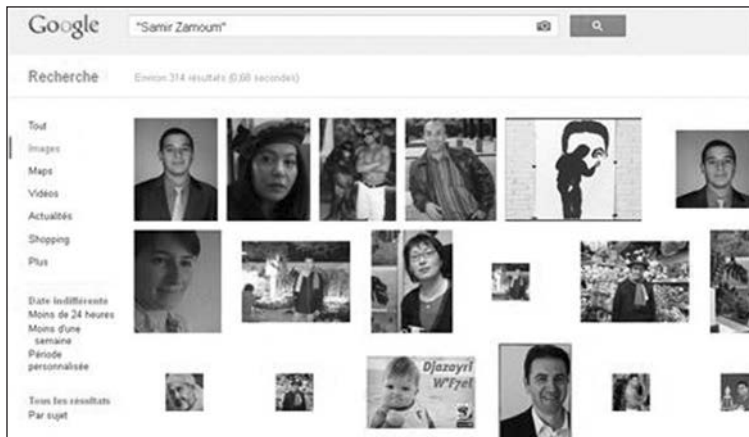 Google
"Samir Zamoum"
Recherche
Environ 314 résultats (0,68 secondes)
Tout
Images
Maps
Vidéos
Actualités
Shopping
Plus
Date indifférente
Moins de 24 heures
Moins d'une
semaine
Période
personnalisée
Tous les résultats
Par sujet
Djazayri
W'F7el